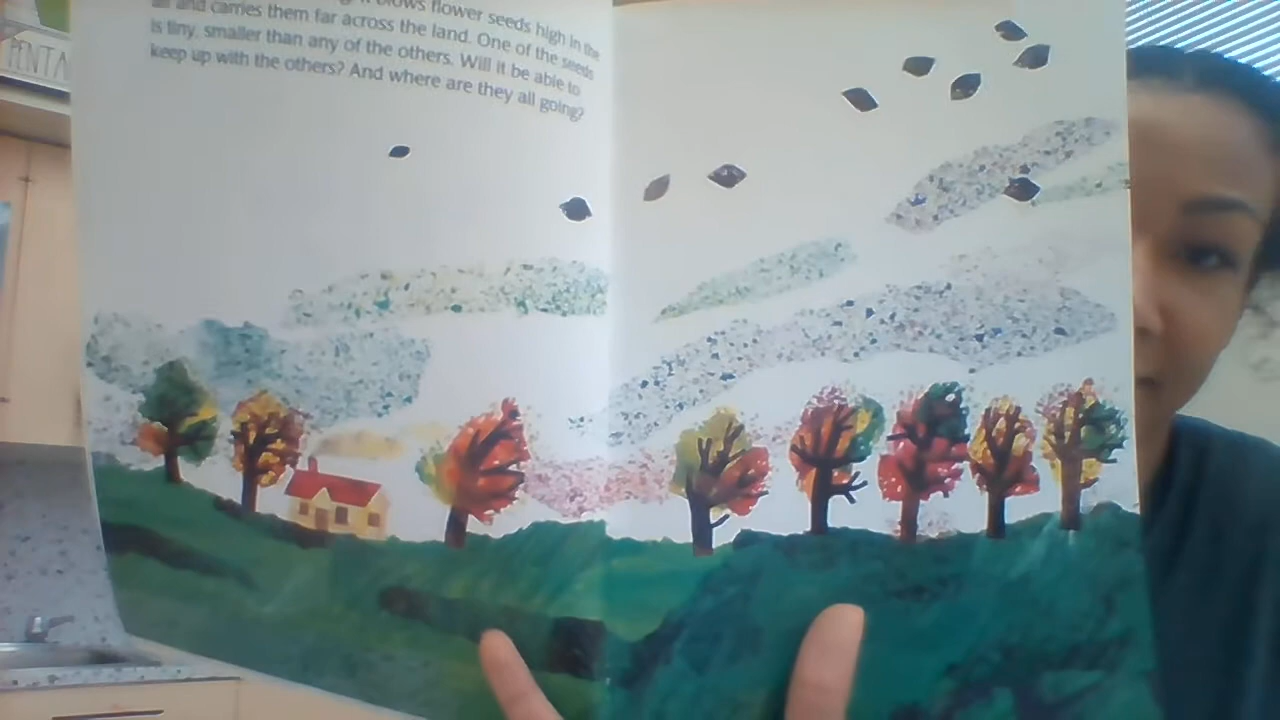 PENTA
blows flower seeds high in the
and carries them far across the land. One of the seeds
is tiny, smaller than any of the others. Will it be able to
keep up with the others? And where are they all going?